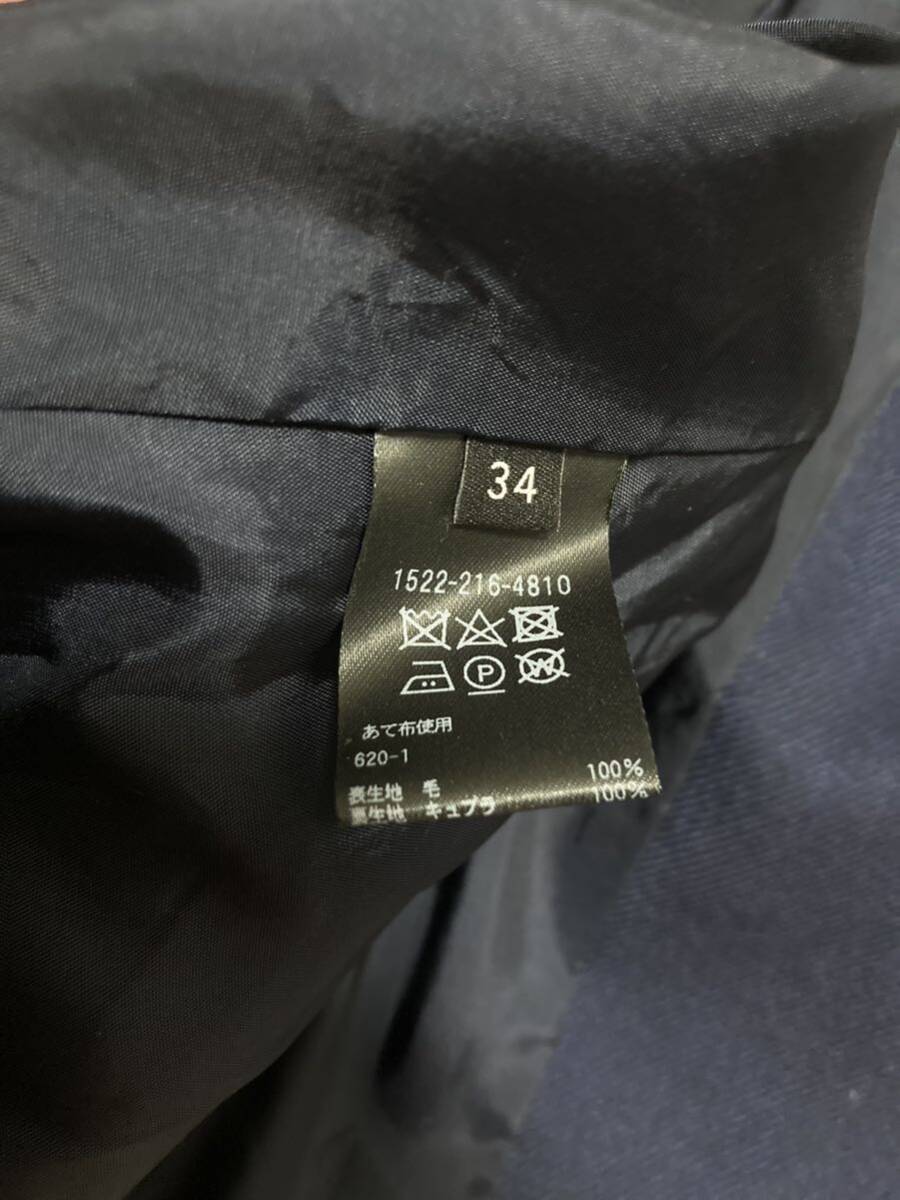 34
1522-216-4810
P W
あて布使用
620-1
表生地 毛 100%
裏生地 キュプラ 100%